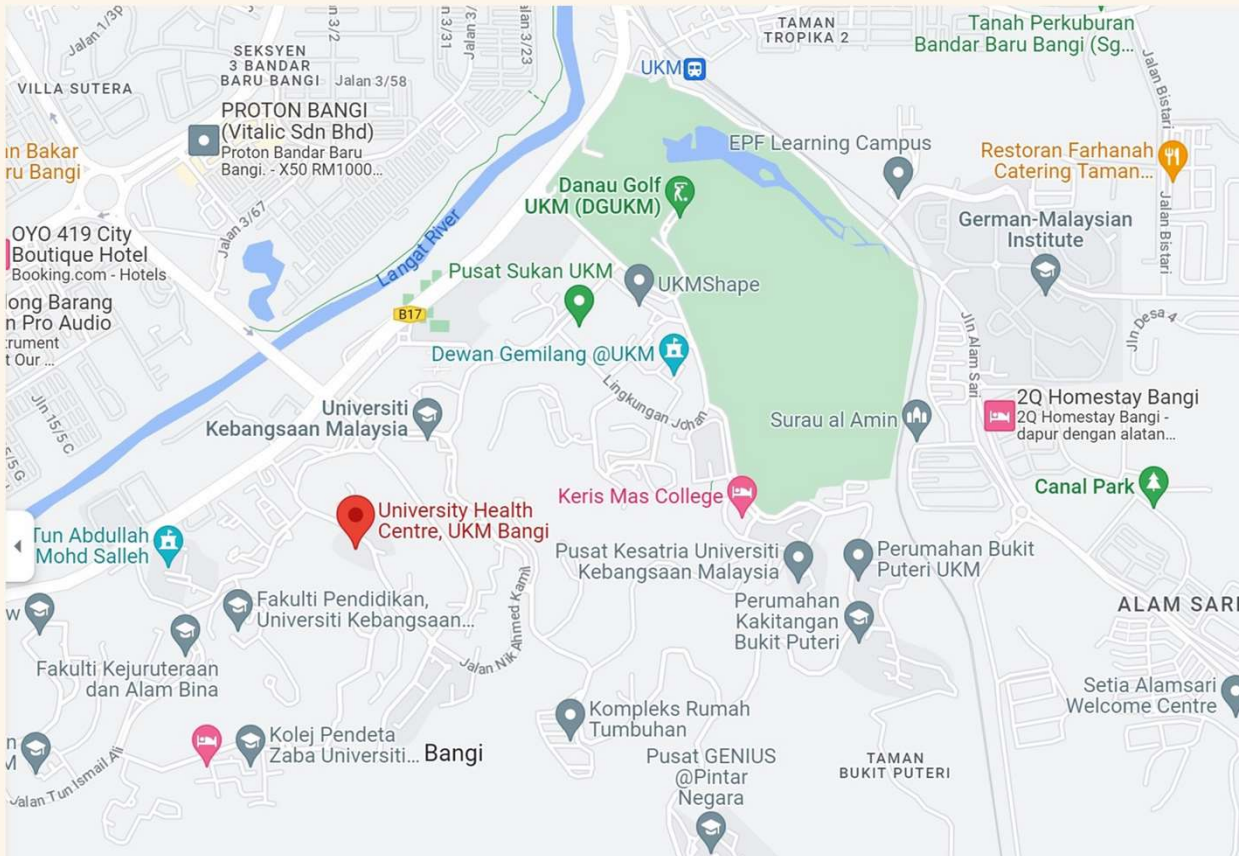 Jalan 1/3p
Jalan 3/2
Jalan 3/31
Jalan 3/23
TAMAN
TROPIKA 2
Tanah Perkuburan
Bandar Baru Bangi (Sg...
SEKSYEN
3 BANDAR
BARU BANGI
Jalan 3/58
VILLA SUTERA
UKM
Jalan Bistari
PROTON BANGI
(Vitalic Sdn Bhd)
Proton Bandar Baru
Bangi. - X50 RM1000...
Bakar
Bangi
EPF Learning Campus
Restoran Farhanah
Catering Taman...
Danau Golf
UKM (DGUKM)
Jalan 3/67
German-Malaysian
Institute
Jalan Bistari
OYO 419 City
Boutique Hotel
Booking.com - Hotels
Langat River
Pusat Sukan UKM
UKMShape
ong Barang
n Pro Audio
trument
t Our ...
B17
Jln Desa 4
Dewan Gemilang @UKM
Jln Alam Sari
Lingkungan Johan
2Q Homestay Bangi
2Q Homestay Bangi -
dapur dengan alatan...
Jln 15/5 C
5/5 G
Universiti
Kebangsaan Malaysia
Surau al Amin
Keris Mas College
Canal Park
University Health
Centre, UKM Bangi
Tun Abdullah
Mohd Salleh
Pusat Kesatria Universiti
Kebangsaan Malaysia
Perumahan Bukit
Puteri UKM
Jalan Nik Ahmed Kamil
w
Fakulti Pendidikan,
Universiti Kebangsaan...
Perumahan
Kakitangan
Bukit Puteri
ALAM SARI
Fakulti Kejuruteraan
dan Alam Bina
Setia Alamsari
Welcome Centre
Kompleks Rumah
Tumbuhan
Kolej Pendeta
Zaba Universiti...
Bangi
Pusat GENIUS
@Pintar
Negara
TAMAN
BUKIT PUTERI
Jalan Tun Ismail Ali